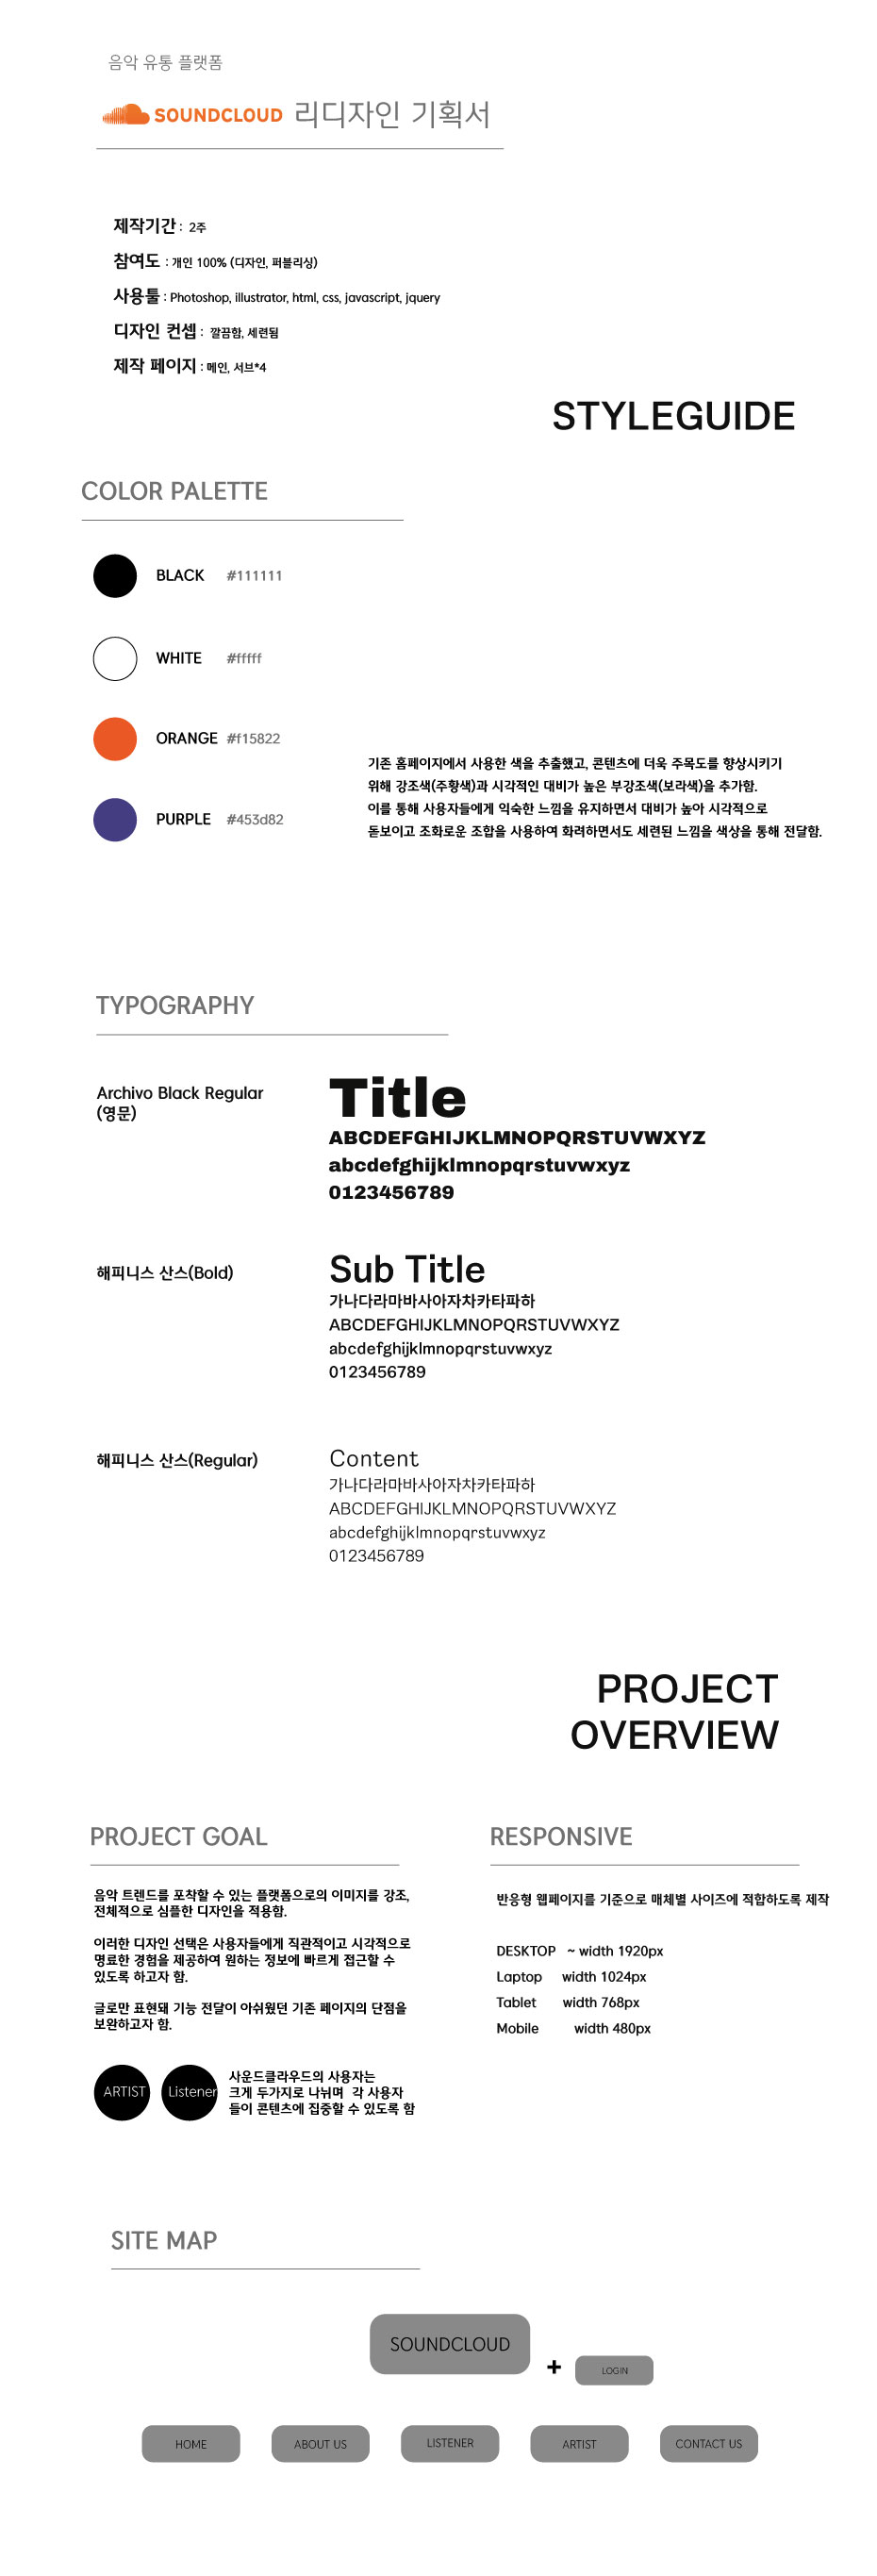 음악 유통 플랫폼
SOUNDCLOUD 리디자인 기획서
제작기간 : 2주
참여도 : 개인 100% (디자인, 퍼블리싱)
사용툴 : Photoshop, illustrator, html, css, javascript, jquery
디자인 컨셉 : 깔끔함, 세련됨
제작 페이지 : 메인, 서브*4
STYLEGUIDE
COLOR PALETTE
BLACK #111111
WHITE #fffff
ORANGE #f15822
PURPLE #453d82
기존 홈페이지에서 사용한 색을 추출했고, 콘텐츠에 더욱 주목도를 향상시키기
위해 강조색(주황색)과 시각적인 대비가 높은 부강조색(보라색)을 추가함.
이를 통해 사용자들에게 익숙한 느낌을 유지하면서 대비가 높아 시각적으로
돋보이고 조화로운 조합을 사용하여 화려하면서도 세련된 느낌을 색상을 통해 전달함.
TYPOGRAPHY
Archivo Black Regular
(영문)
Title
ABCDEFGHIJKLMNOPQRSTUVWXYZ
abcdefghijklmnopqrstuvwxyz
0123456789
해피니스 산스(Bold)
Sub Title
가나다라마바사아자차카타파하
ABCDEFGHIJKLMNOPQRSTUVWXYZ
abcdefghijklmnopqrstuvwxyz
0123456789
해피니스 산스(Regular)
Content
가나다라마바사아자차카타파하
ABCDEFGHIJKLMNOPQRSTUVWXYZ
abcdefghijklmnopqrstuvwxyz
0123456789
PROJECT
OVERVIEW
PROJECT GOAL
음악 트렌드를 포착할 수 있는 플랫폼으로의 이미지를 강조,
전체적으로 심플한 디자인을 적용함.
이러한 디자인 선택은 사용자들에게 직관적이고 시각적으로
명료한 경험을 제공하여 원하는 정보에 빠르게 접근할 수
있도록 하고자 함.
글로만 표현돼 기능 전달이 아쉬웠던 기존 페이지의 단점을
보완하고자 함.
ARTIST
Listener
사운드클라우드의 사용자는
크게 두가지로 나뉘며 각 사용자
들이 콘텐츠에 집중할 수 있도록 함
RESPONSIVE
반응형 웹페이지를 기준으로 매체별 사이즈에 적합하도록 제작
DESKTOP ~ width 1920px
Laptop width 1024px
Tablet width 768px
Mobile width 480px
SITE MAP
SOUNDCLOUD
+
LOGIN
HOME
ABOUT US
LISTENER
ARTIST
CONTACT US